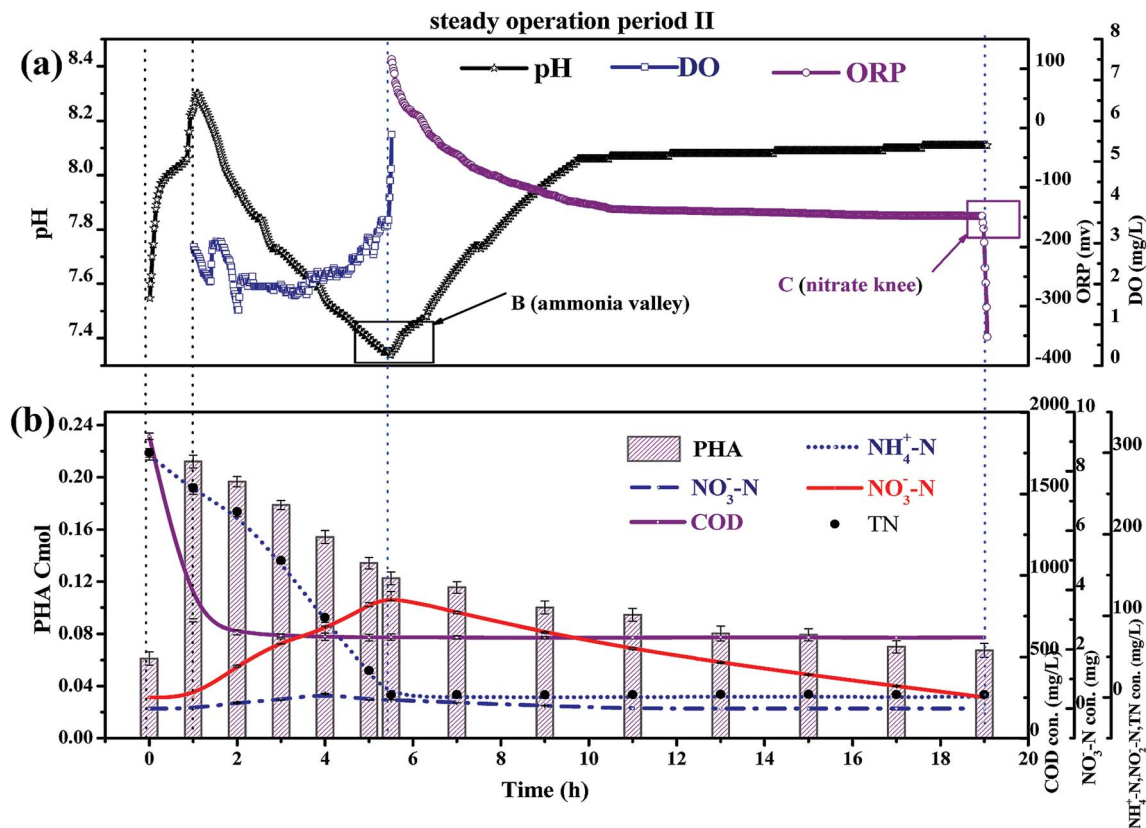 steady operation period II
(a)
pH
DO
ORP
8.4
8.2
8.0
7.8
7.6
7.4
pH
100
0
-100
-200
-300
-400
ORP (mv)
8
7
6
5
4
3
2
1
0
DO (mg/L)
B (ammonia valley)
C (nitrate knee)
(b)
PHA
NH₄⁺-N
NO₃⁻-N
NO₃⁻-N
COD
TN
0.24
0.20
0.16
0.12
0.08
0.04
0.00
PHA Cmol
2000
1500
1000
500
0
COD con. (mg/L)
10
8
6
4
2
0
NO₃⁻-N con. (mg)
300
200
100
0
NH₄⁺-N,NO₂⁻-N,TN con. (mg/L)
0 2 4 6 8 10 12 14 16 18 20
Time (h)